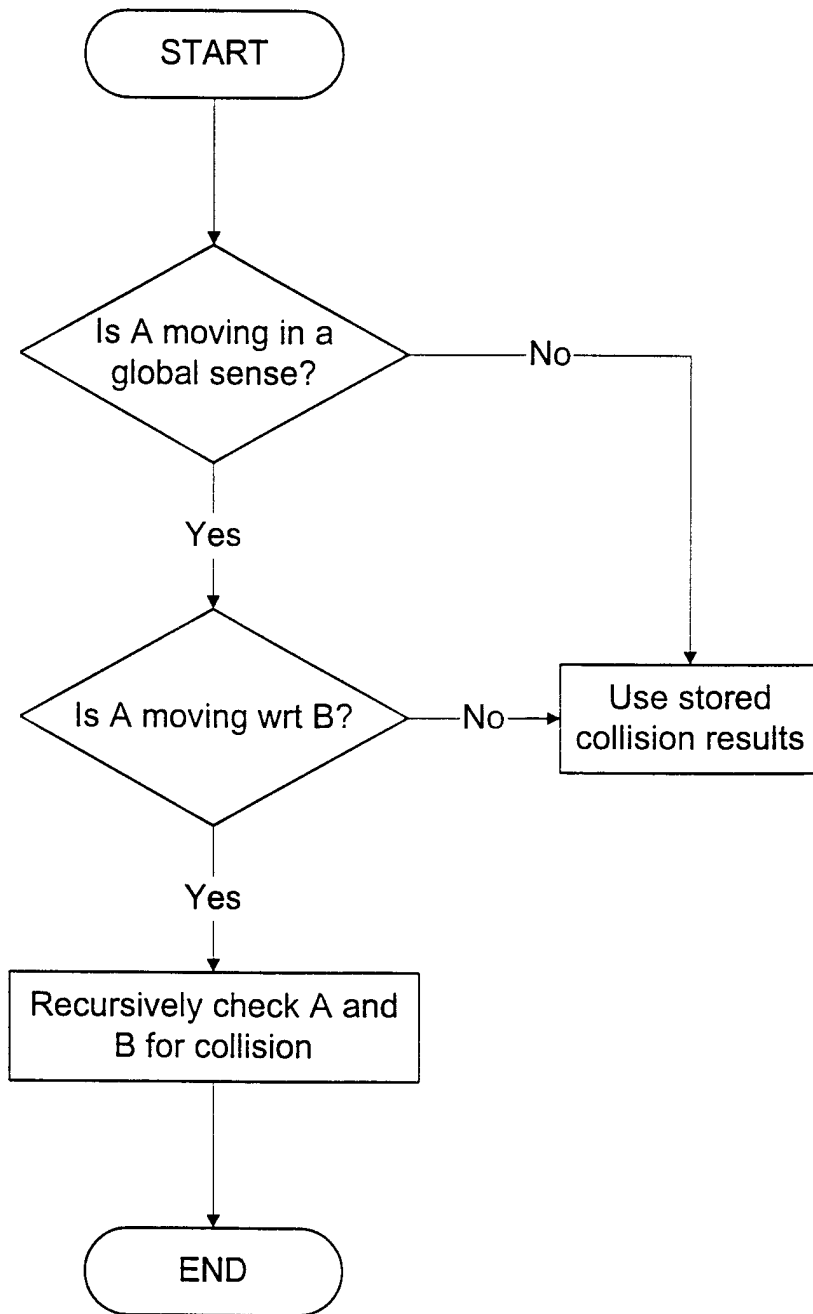 START
Is A moving in a
global sense?
No
Yes
Is A moving wrt B?
No
Use stored
collision results
Yes
Recursively check A and
B for collision
END